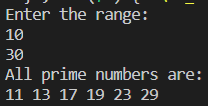 Enter the range:
10
30
All prime numbers are:
11 13 17 19 23 29